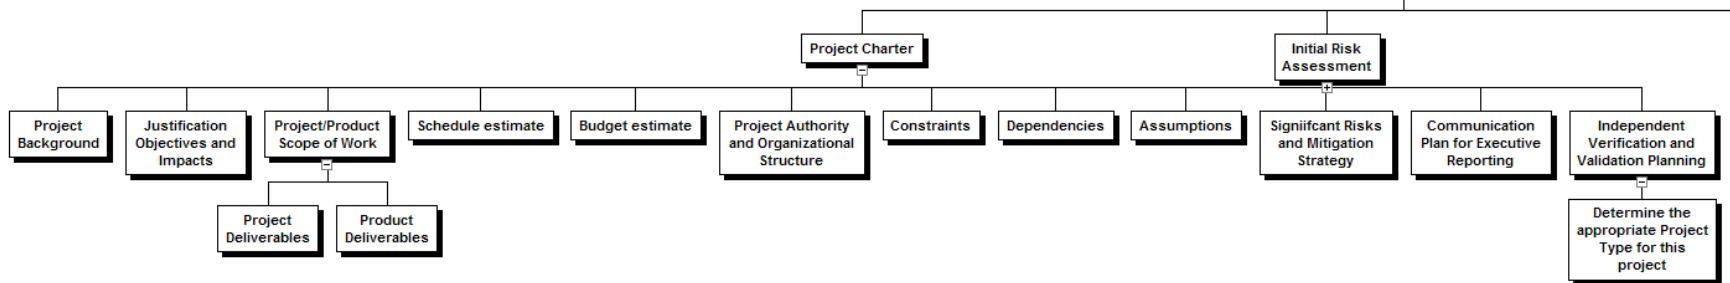 Project Charter
Initial Risk
Assessment
Project
Background
Justification
Objectives and
Impacts
Project/Product
Scope of Work
Schedule estimate
Budget estimate
Project Authority
and Organizational
Structure
Constraints
Dependencies
Assumptions
Signiifcant Risks
and Mitigation
Strategy
Communication
Plan for Executive
Reporting
Independent
Verification and
Validation Planning
Project
Deliverables
Product
Deliverables
Determine the
appropriate Project
Type for this
project